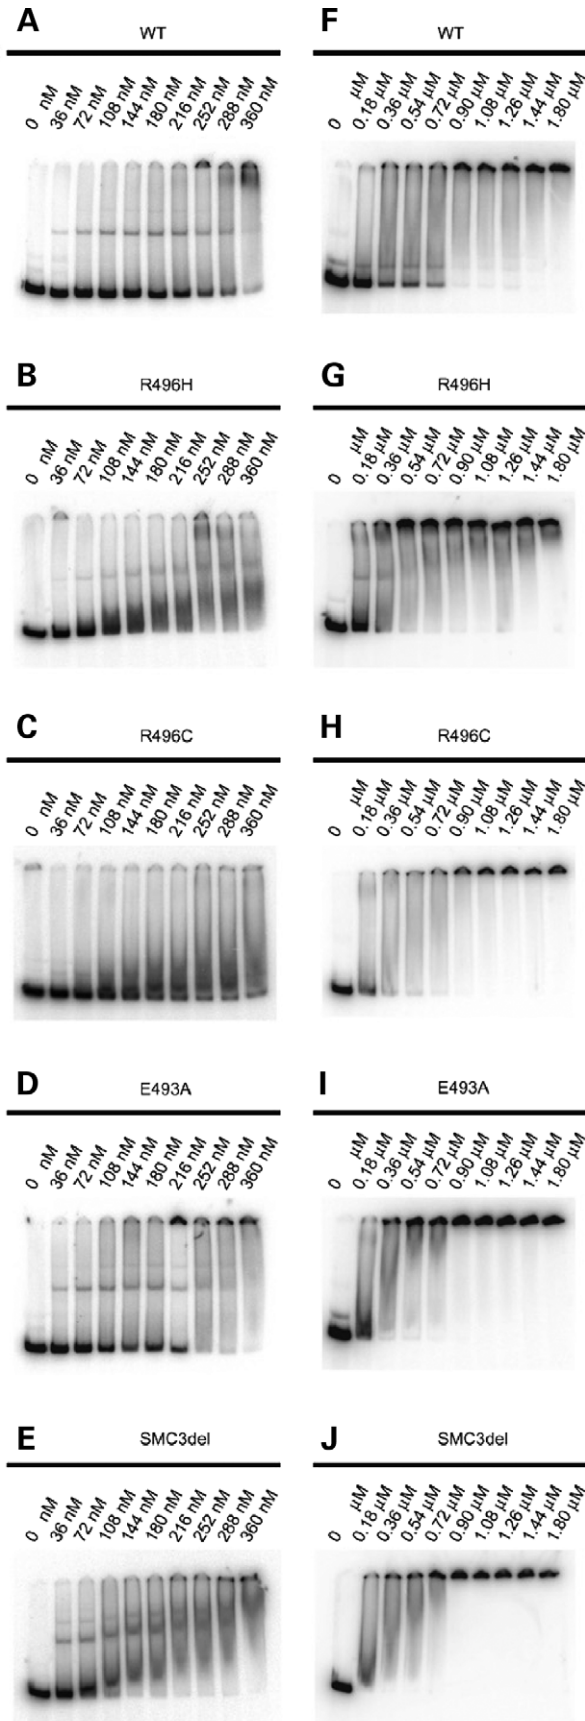 A
WT
0 nM
36 nM
72 nM
108 nM
144 nM
180 nM
216 nM
252 nM
288 nM
360 nM
F
WT
0 µM
0.18 µM
0.36 µM
0.54 µM
0.72 µM
0.90 µM
1.08 µM
1.26 µM
1.44 µM
1.80 µM
B
R496H
0 nM
36 nM
72 nM
108 nM
144 nM
180 nM
216 nM
252 nM
288 nM
360 nM
G
R496H
0 µM
0.18 µM
0.36 µM
0.54 µM
0.72 µM
0.90 µM
1.08 µM
1.26 µM
1.44 µM
1.80 µM
C
R496C
0 nM
36 nM
72 nM
108 nM
144 nM
180 nM
216 nM
252 nM
288 nM
360 nM
H
R496C
0 µM
0.18 µM
0.36 µM
0.54 µM
0.72 µM
0.90 µM
1.08 µM
1.26 µM
1.44 µM
1.80 µM
D
E493A
0 nM
36 nM
72 nM
108 nM
144 nM
180 nM
216 nM
252 nM
288 nM
360 nM
I
E493A
0 µM
0.18 µM
0.36 µM
0.54 µM
0.72 µM
0.90 µM
1.08 µM
1.26 µM
1.44 µM
1.80 µM
E
SMC3del
0 nM
36 nM
72 nM
108 nM
144 nM
180 nM
216 nM
252 nM
288 nM
360 nM
J
SMC3del
0 µM
0.18 µM
0.36 µM
0.54 µM
0.72 µM
0.90 µM
1.08 µM
1.26 µM
1.44 µM
1.80 µM